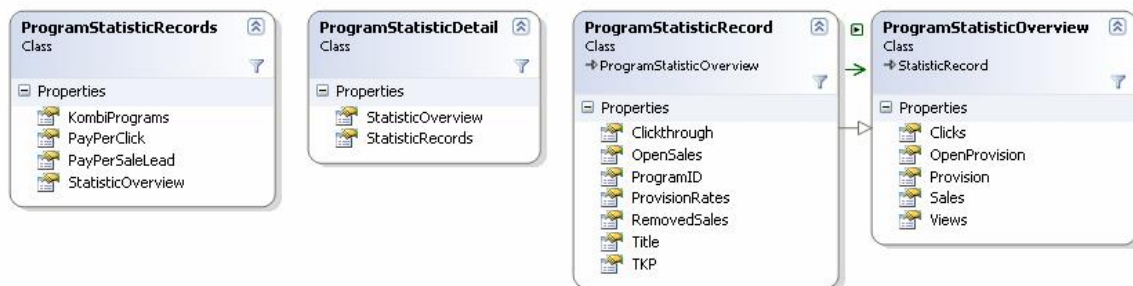 ProgramStatisticRecords
Class
Properties
KombiPrograms
PayPerClick
PayPerSaleLead
StatisticOverview
ProgramStatisticDetail
Class
Properties
StatisticOverview
StatisticRecords
ProgramStatisticRecord
Class
ProgramStatisticOverview
Properties
Clickthrough
OpenSales
ProgramID
ProvisionRates
RemovedSales
Title
TKP
ProgramStatisticOverview
Class
StatisticRecord
Properties
Clicks
OpenProvision
Provision
Sales
Views